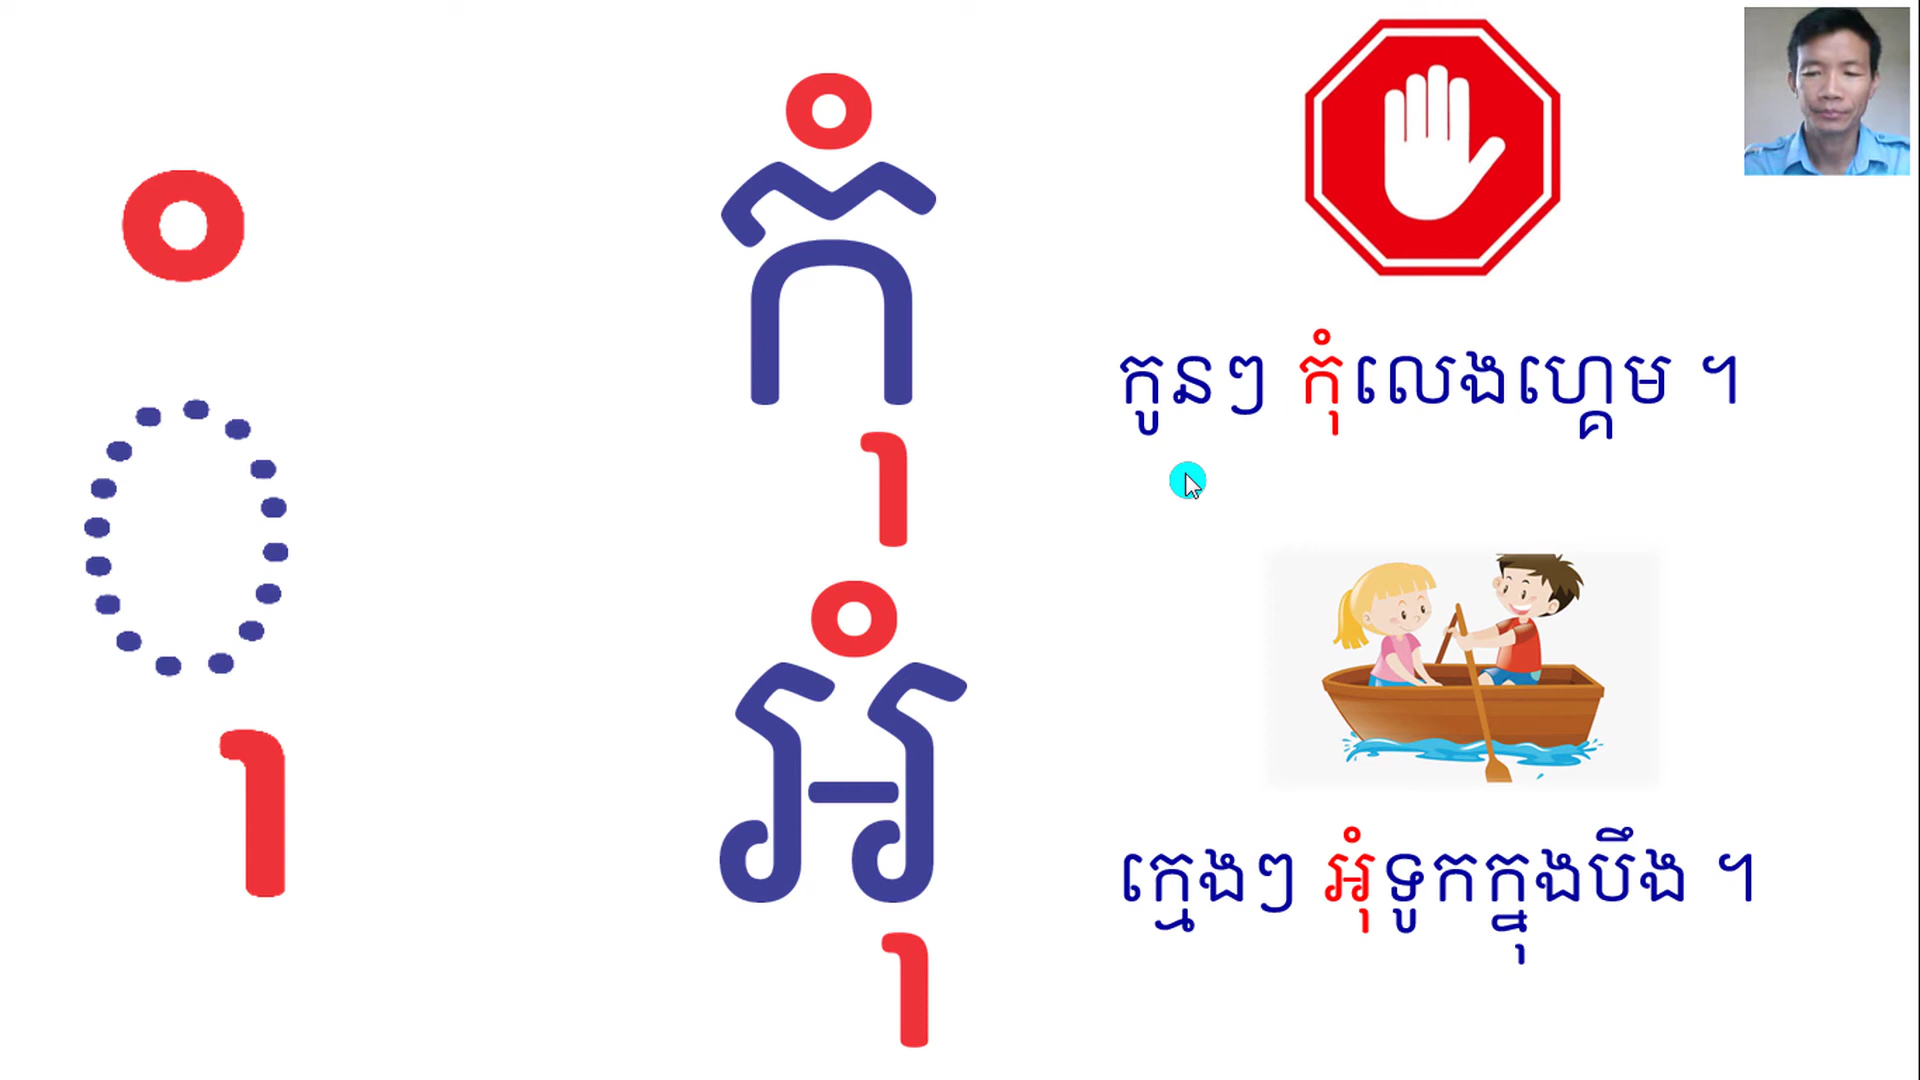 ុំ
កុំ
អុំ
កូនៗ កុំលេងហ្គេម ។
ក្មេងៗ អុំទូកក្នុងបឹង ។